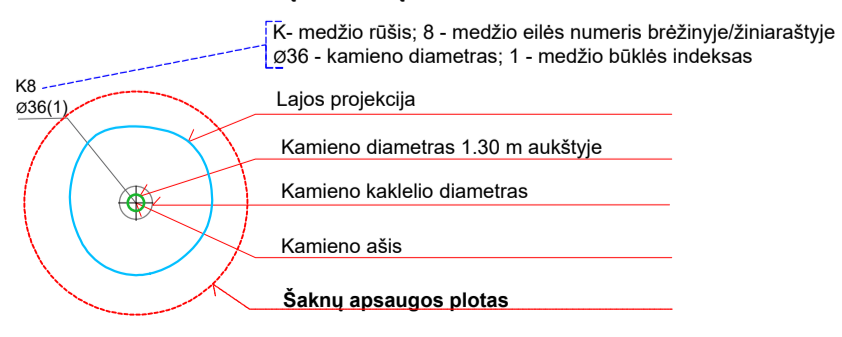 K- medžio rūšis; 8 - medžio eilės numeris brėžinyje/žiniaraštyje
Ø36 - kamieno diametras; 1 - medžio būklės indeksas
K8
Ø36(1)
Lajos projekcija
Kamieno diametras 1.30 m aukštyje
Kamieno kaklelio diametras
Kamieno ašis
Šaknų apsaugos plotas